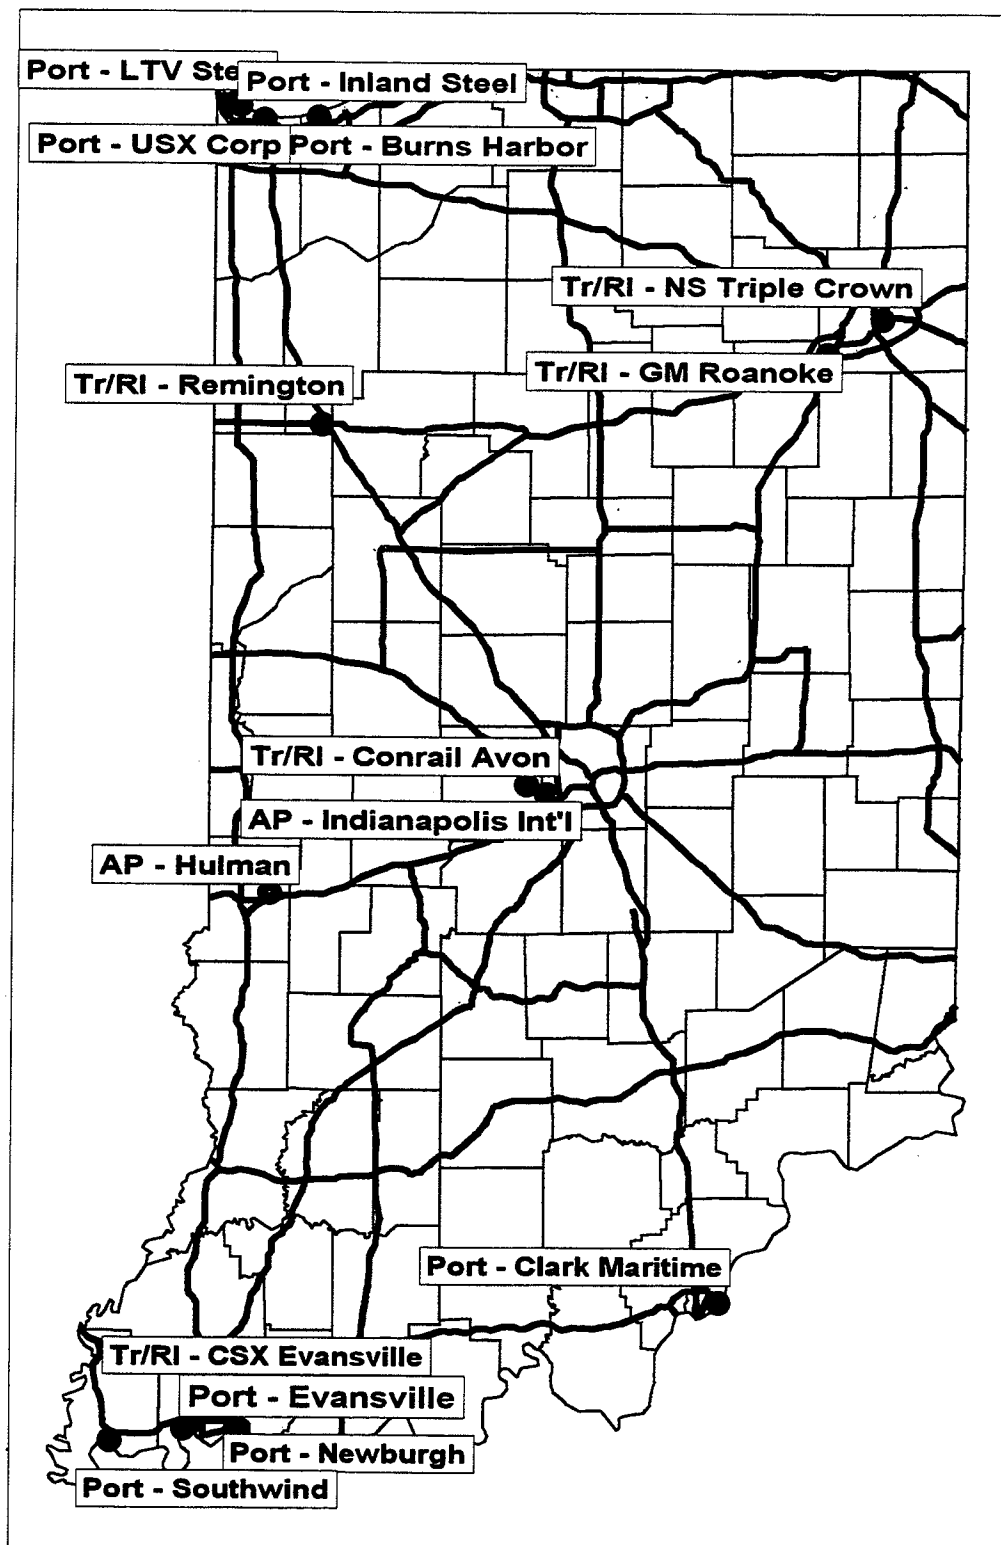 Port - LTV Ste
Port - Inland Steel
Port - USX Corp
Port - Burns Harbor
Tr/RI - NS Triple Crown
Tr/RI - GM Roanoke
Tr/RI - Remington
Tr/RI - Conrail Avon
AP - Indianapolis Int'l
AP - Hulman
Port - Clark Maritime
Tr/RI - CSX Evansville
Port - Evansville
Port - Newburgh
Port - Southwind